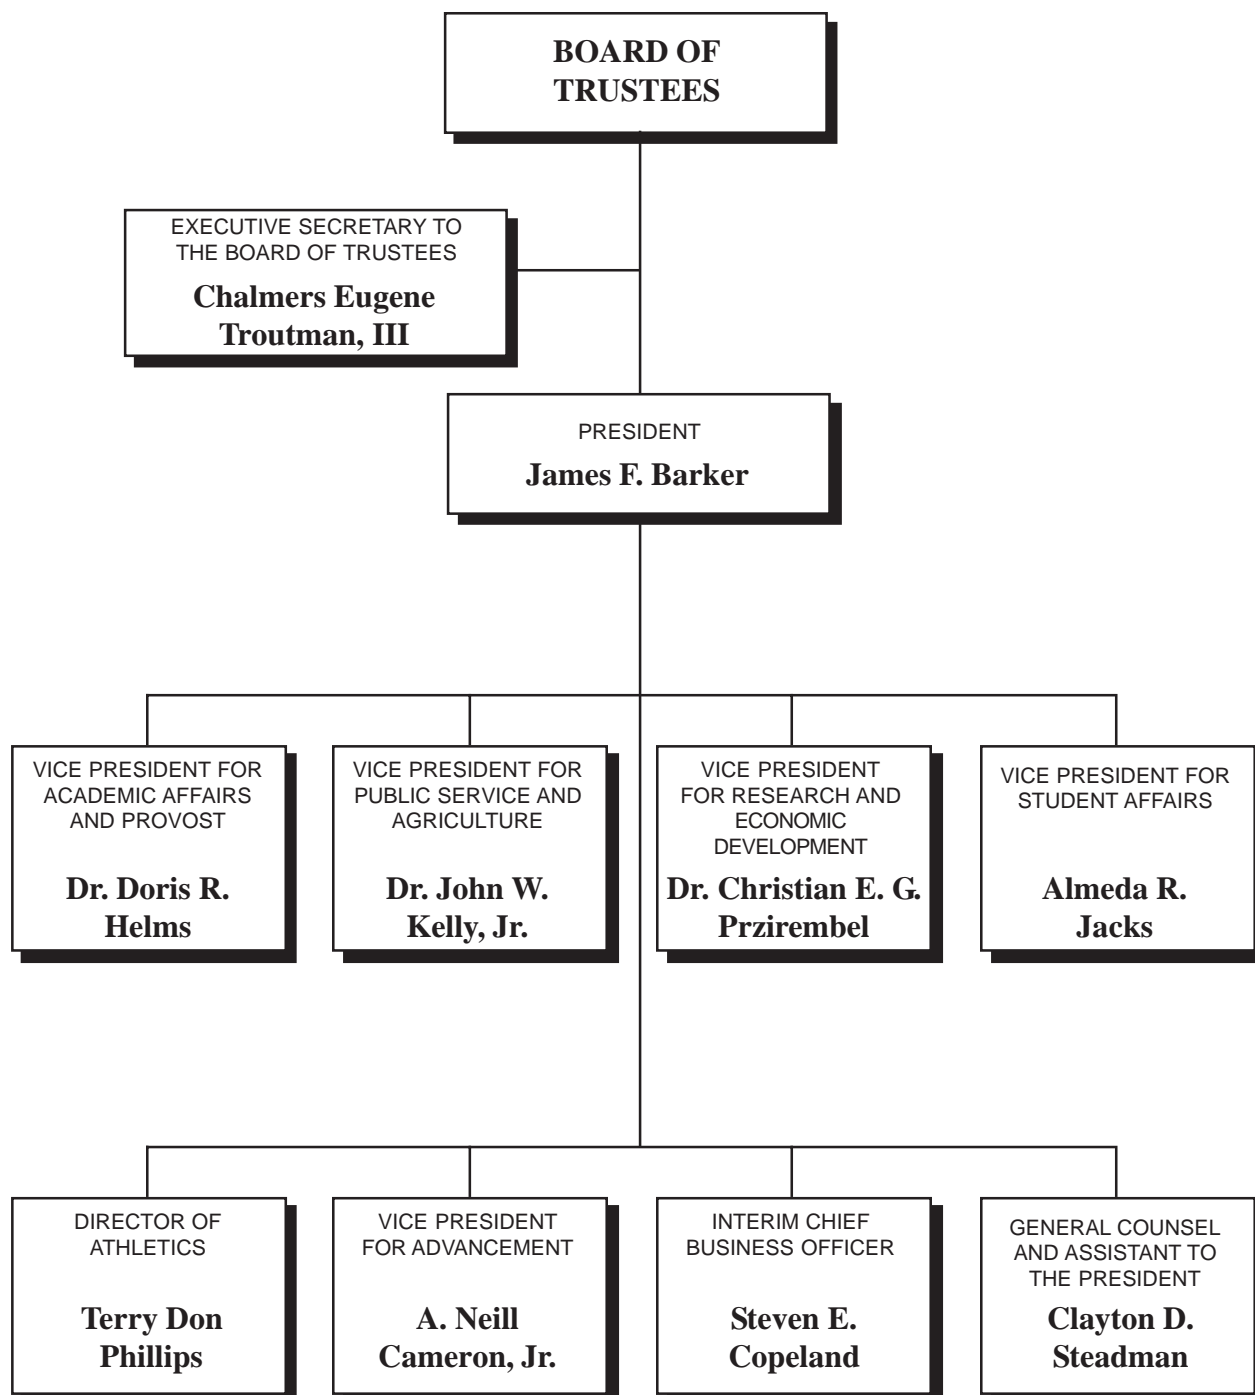 BOARD OF
TRUSTEES
EXECUTIVE SECRETARY TO
THE BOARD OF TRUSTEES
Chalmers Eugene
Troutman, III
PRESIDENT
James F. Barker
VICE PRESIDENT FOR
ACADEMIC AFFAIRS
AND PROVOST
Dr. Doris R.
Helms
VICE PRESIDENT FOR
PUBLIC SERVICE AND
AGRICULTURE
Dr. John W.
Kelly, Jr.
VICE PRESIDENT
FOR RESEARCH AND
ECONOMIC
DEVELOPMENT
Dr. Christian E. G.
Przirembel
VICE PRESIDENT FOR
STUDENT AFFAIRS
Almeda R.
Jacks
DIRECTOR OF
ATHLETICS
Terry Don
Phillips
VICE PRESIDENT
FOR ADVANCEMENT
A. Neill
Cameron, Jr.
INTERIM CHIEF
BUSINESS OFFICER
Steven E.
Copeland
GENERAL COUNSEL
AND ASSISTANT TO
THE PRESIDENT
Clayton D.
Steadman